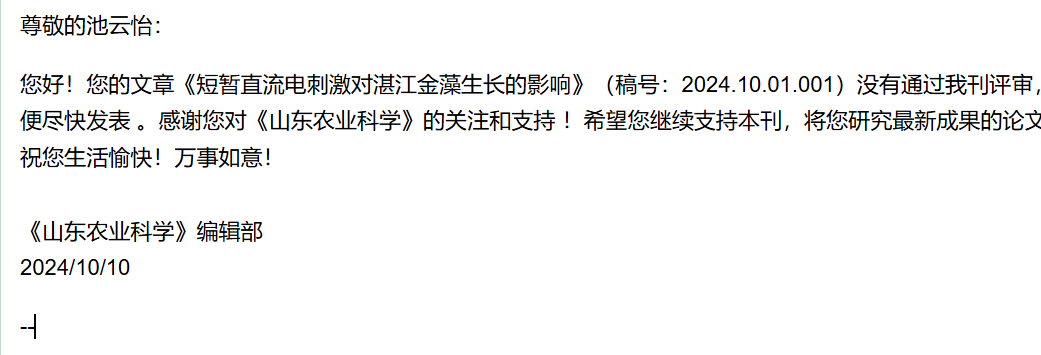 尊敬的池云怡：
您好！您的文章《短暂直流电刺激对湛江金藻生长的影响》（稿号：2024.10.01.001）没有通过我刊评审，
便尽快发表 。感谢您对《山东农业科学》的关注和支持 ！希望您继续支持本刊，将您研究最新成果的论文
祝您生活愉快！万事如意！
《山东农业科学》编辑部
2024/10/10
--